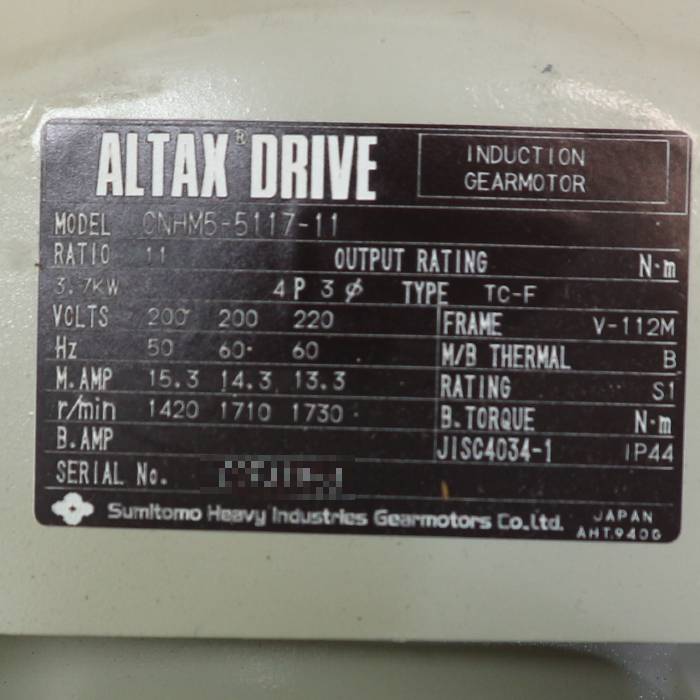 ALTAX® DRIVE
INDUCTION
GEARMOTOR
MODEL CNHM5-5117-11
RATIO 11 OUTPUT RATING N·m
3.7KW 4P 3ϕ TYPE TC-F
VOLTS 200 200 220 FRAME V-112M
Hz 50 60 60 M/B THERMAL B
M.AMP 15.3 14.3 13.3 RATING S1
r/min 1420 1710 1730 B.TORQUE N·m
B.AMP JISC4034-1 IP44
SERIAL No.
Sumitomo Heavy Industries Gearmotors Co.,Ltd. JAPAN
AHT.940G